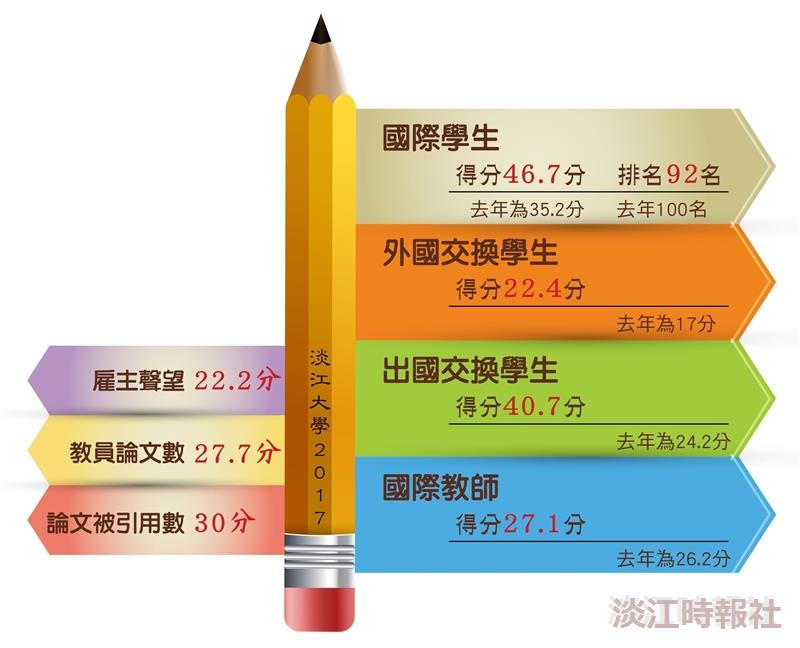 國際學生
得分46.7分 排名92名
去年為35.2分 去年100名
外國交換學生
得分22.4分
去年為17分
出國交換學生
得分40.7分
去年為24.2分
國際教師
得分27.1分
去年為26.2分
雇主聲望 22.2分
教員論文數 27.7分
論文被引用數 30分
淡江大學2017
淡江時報社